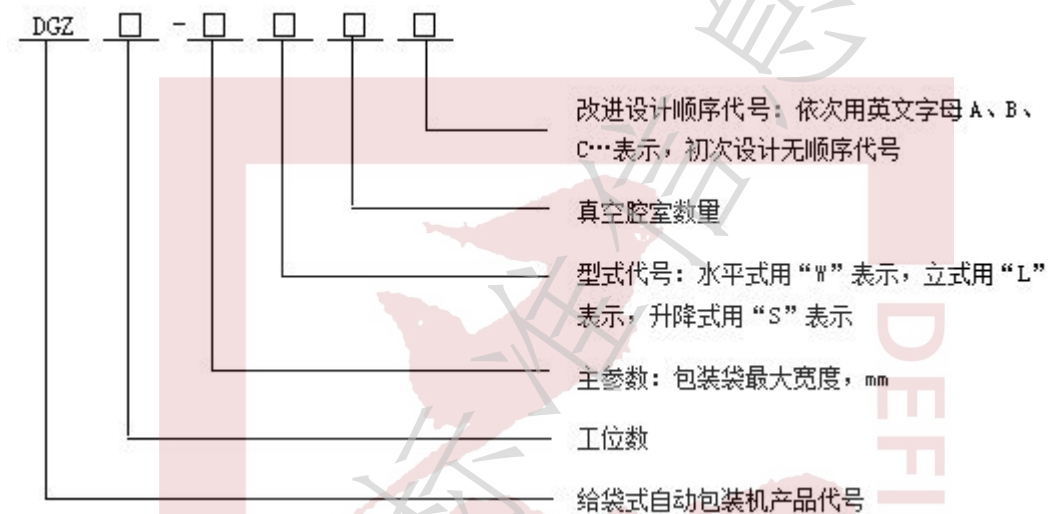 DGZ □ - □ □ □ □
改进设计顺序代号：依次用英文字母 A、B、
C…表示，初次设计无顺序代号
真空腔室数量
型式代号：水平式用“W”表示，立式用“L”
表示，升降式用“S”表示
主参数：包装袋最大宽度，mm
工位数
给袋式自动包装机产品代号
DEFI